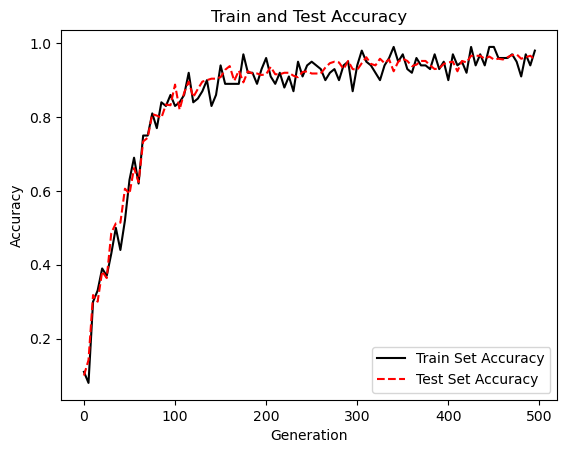 Train and Test Accuracy
1.0
0.8
0.6
0.4
0.2
Accuracy
Train Set Accuracy
Test Set Accuracy
0
100
200
300
400
500
Generation